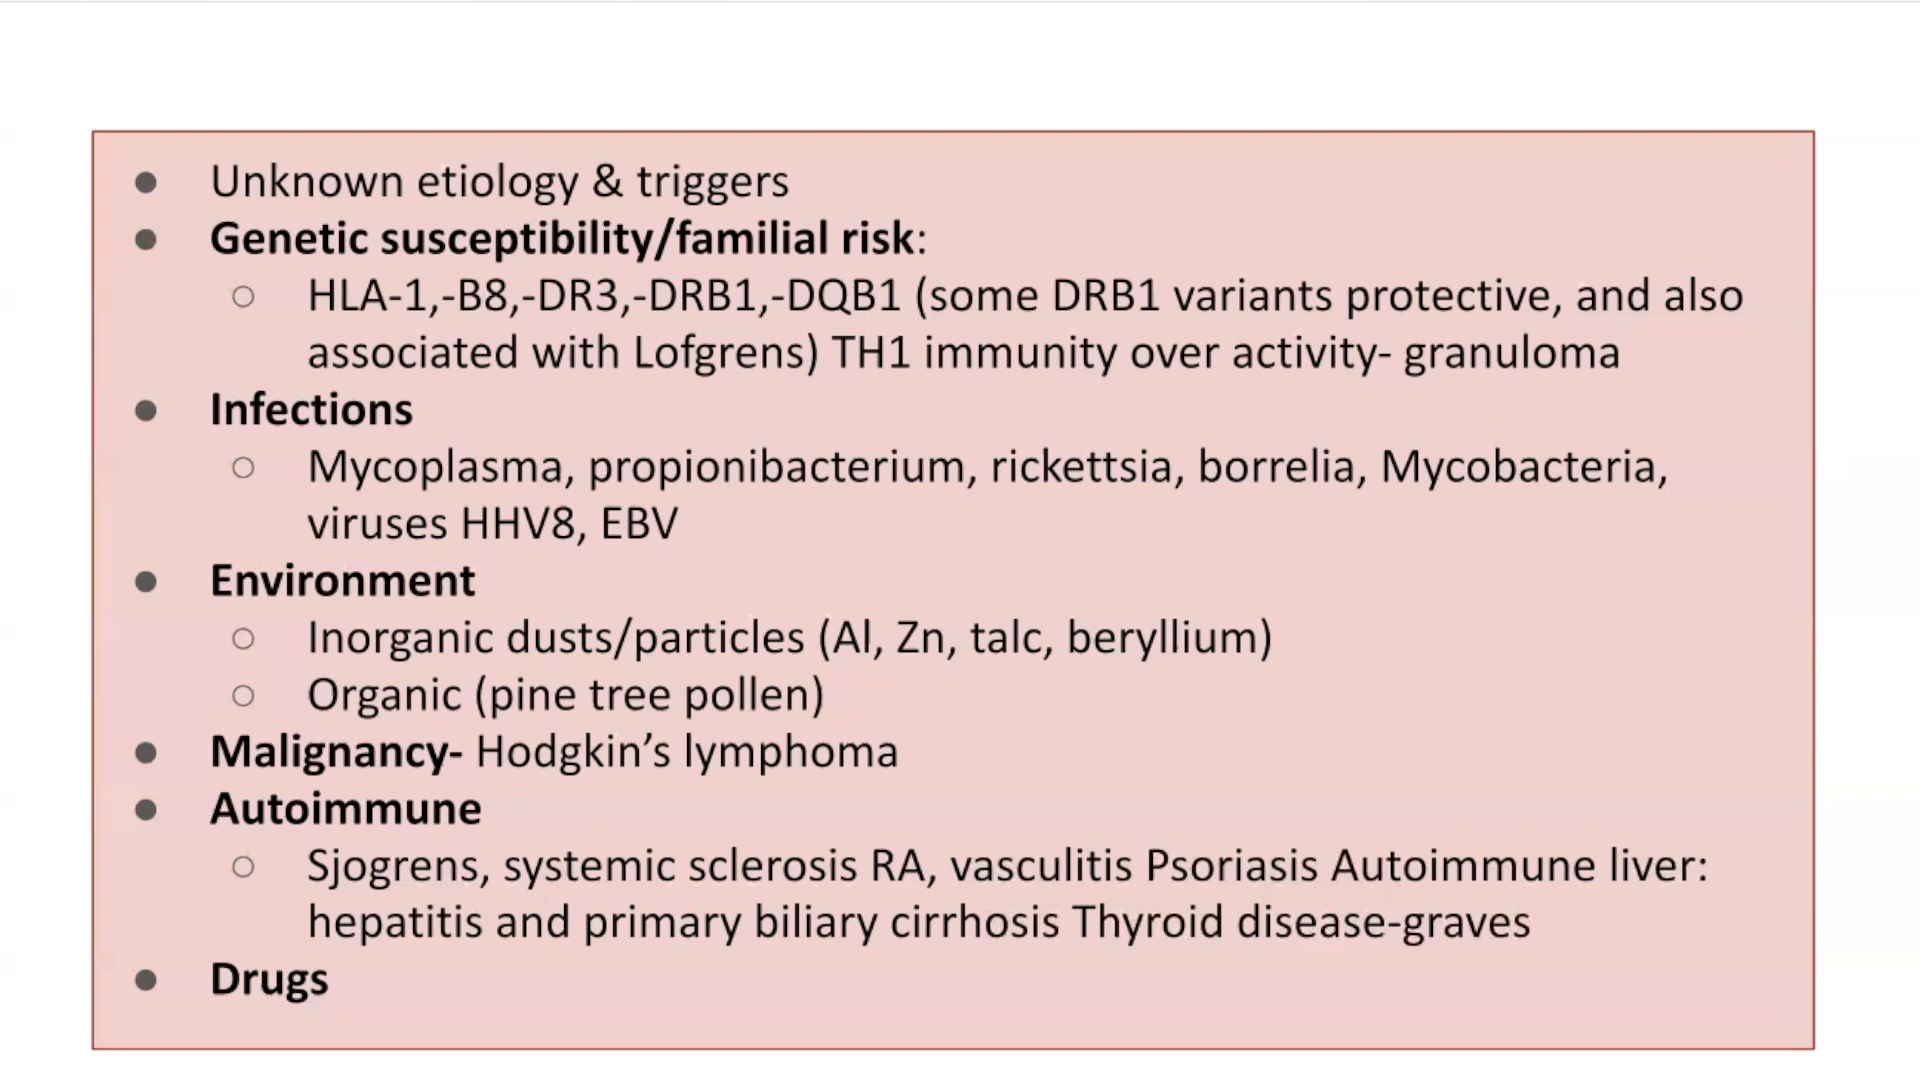 ● Unknown etiology & triggers
● Genetic susceptibility/familial risk:
○ HLA-1,-B8,-DR3,-DRB1,-DQB1 (some DRB1 variants protective, and also
associated with Lofgrens) TH1 immunity over activity- granuloma
● Infections
○ Mycoplasma, propionibacterium, rickettsia, borrelia, Mycobacteria,
viruses HHV8, EBV
● Environment
○ Inorganic dusts/particles (Al, Zn, talc, beryllium)
○ Organic (pine tree pollen)
● Malignancy- Hodgkin’s lymphoma
● Autoimmune
○ Sjogrens, systemic sclerosis RA, vasculitis Psoriasis Autoimmune liver:
hepatitis and primary biliary cirrhosis Thyroid disease-graves
● Drugs